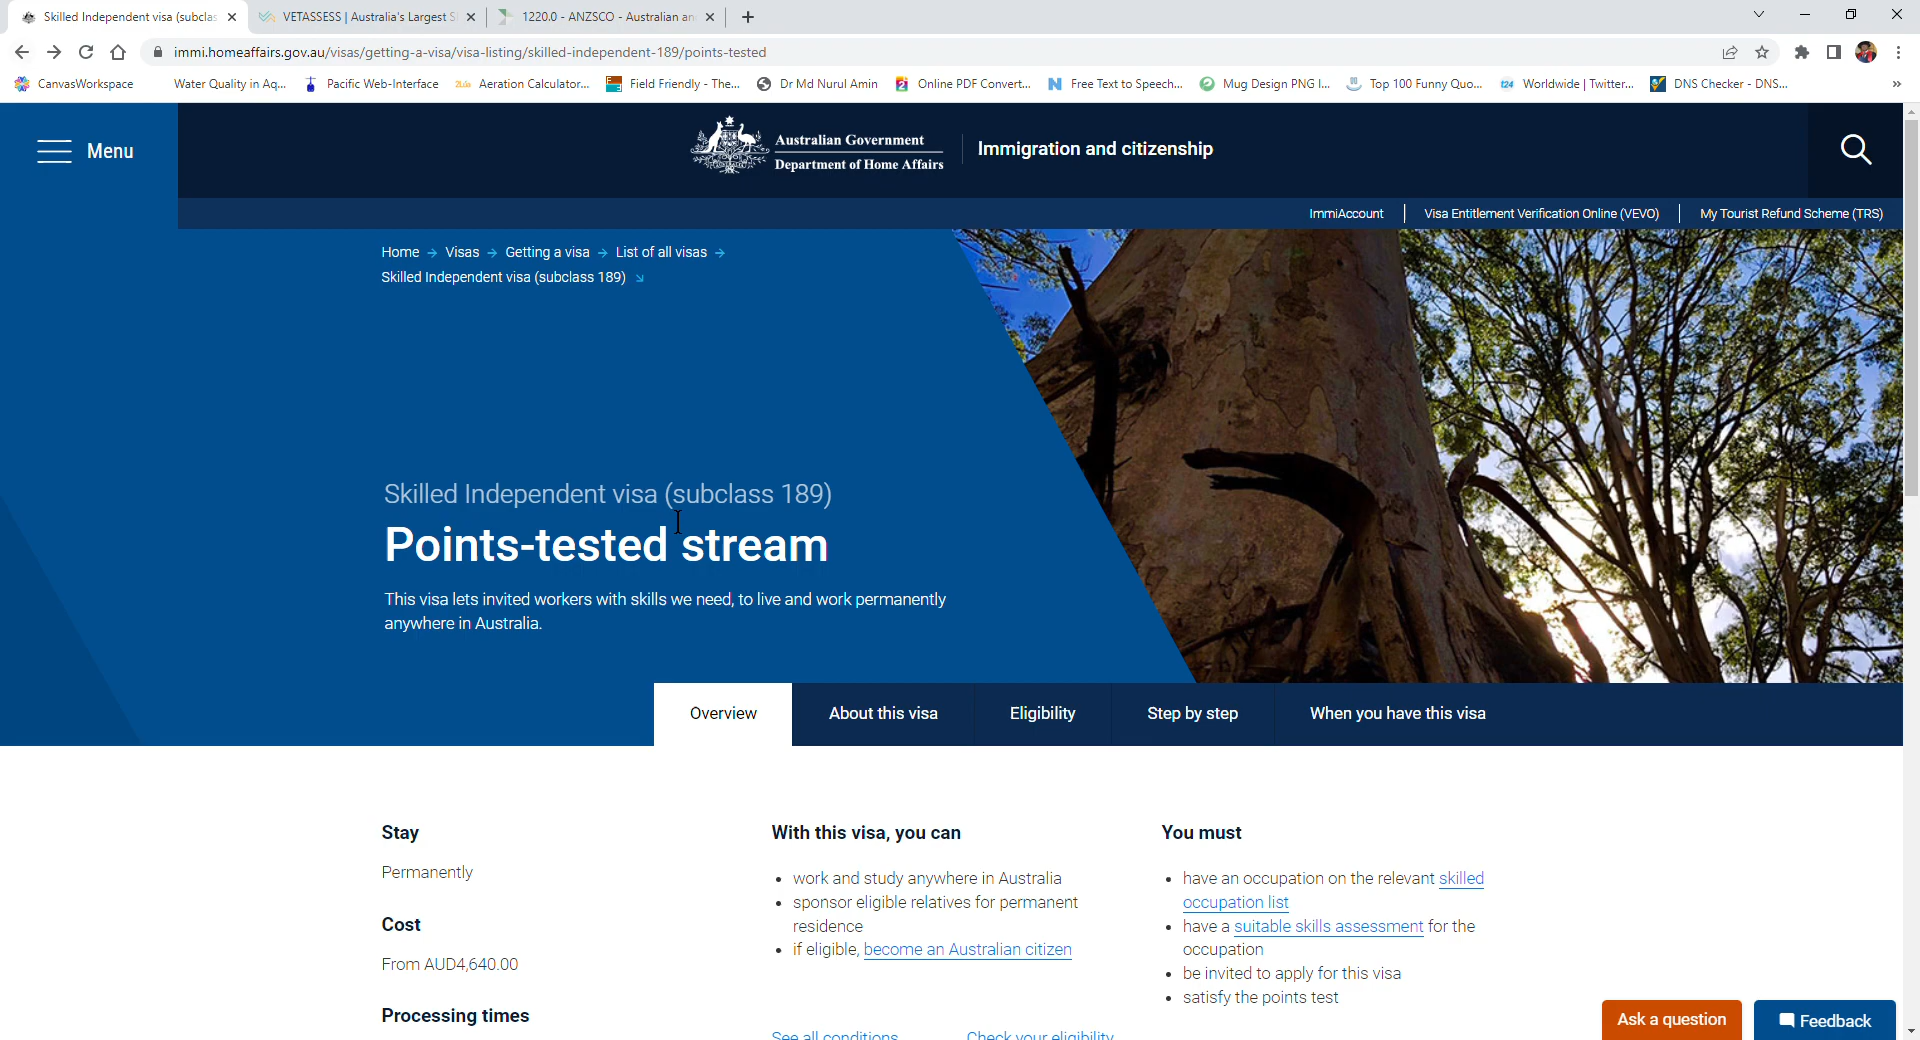 Skilled Independent visa (subclas
VETASSESS | Australia's Largest S
1220.0 - ANZSCO - Australian an
immi.homeaffairs.gov.au/visas/getting-a-visa/visa-listing/skilled-independent-189/points-tested
CanvasWorkspace
Water Quality in Aq...
Pacific Web-Interface
Aeration Calculator...
Field Friendly - The...
Dr Md Nurul Amin
Online PDF Convert...
Free Text to Speech...
Mug Design PNG I...
Top 100 Funny Quo...
t24 Worldwide | Twitter...
DNS Checker - DNS...
Menu
Australian Government
Department of Home Affairs
Immigration and citizenship
ImmiAccount
Visa Entitlement Verification Online (VEVO)
My Tourist Refund Scheme (TRS)
Home → Visas → Getting a visa → List of all visas →
Skilled Independent visa (subclass 189)
Skilled Independent visa (subclass 189)
Points-tested stream
This visa lets invited workers with skills we need, to live and work permanently
anywhere in Australia.
Overview
About this visa
Eligibility
Step by step
When you have this visa
Stay
Permanently
Cost
From AUD4,640.00
Processing times
With this visa, you can
• work and study anywhere in Australia
• sponsor eligible relatives for permanent
residence
• if eligible, become an Australian citizen
See all conditions
Check your eligibility
You must
• have an occupation on the relevant skilled
occupation list
• have a suitable skills assessment for the
occupation
• be invited to apply for this visa
• satisfy the points test
Ask a question
Feedback